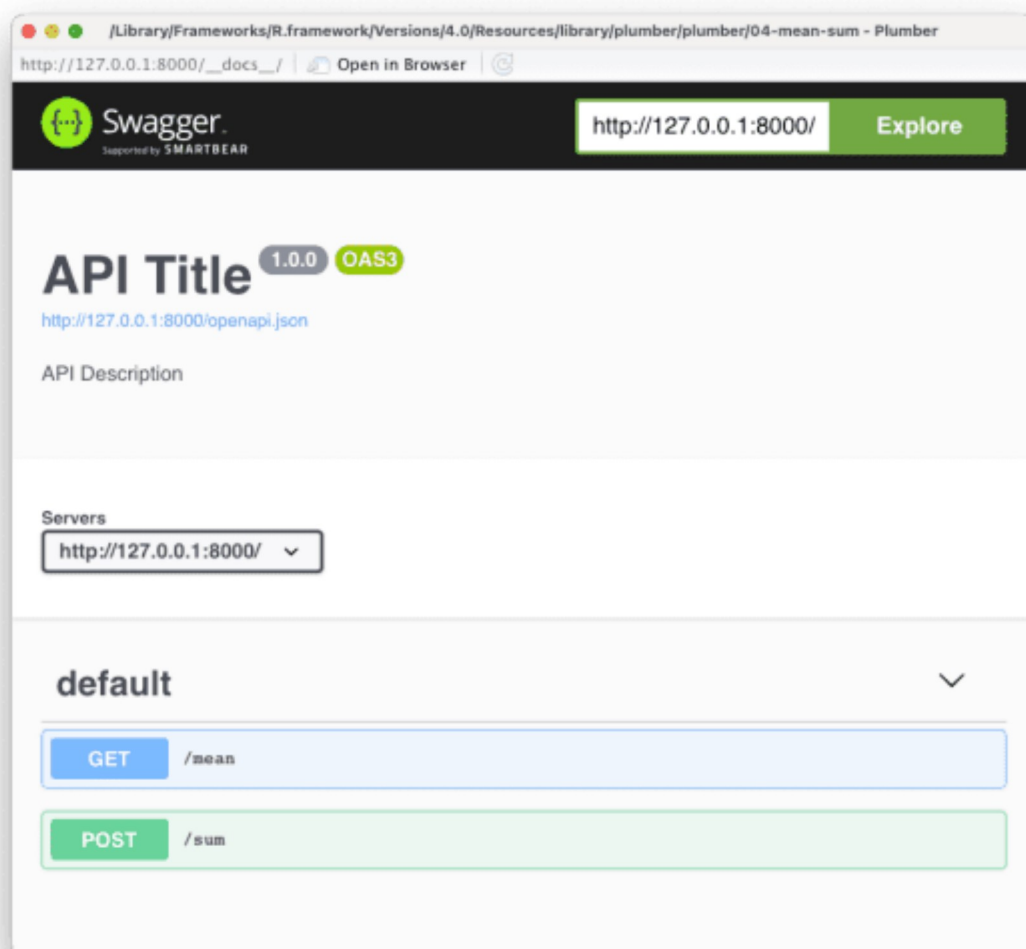 /Library/Frameworks/R.framework/Versions/4.0/Resources/library/plumber/plumber/04-mean-sum - Plumber
http://127.0.0.1:8000/__docs__/ Open in Browser
{···} Swagger.
Supported by SMARTBEAR
http://127.0.0.1:8000/ Explore
API Title 1.0.0 OAS3
http://127.0.0.1:8000/openapi.json
API Description
Servers
http://127.0.0.1:8000/
default
GET /mean
POST /sum